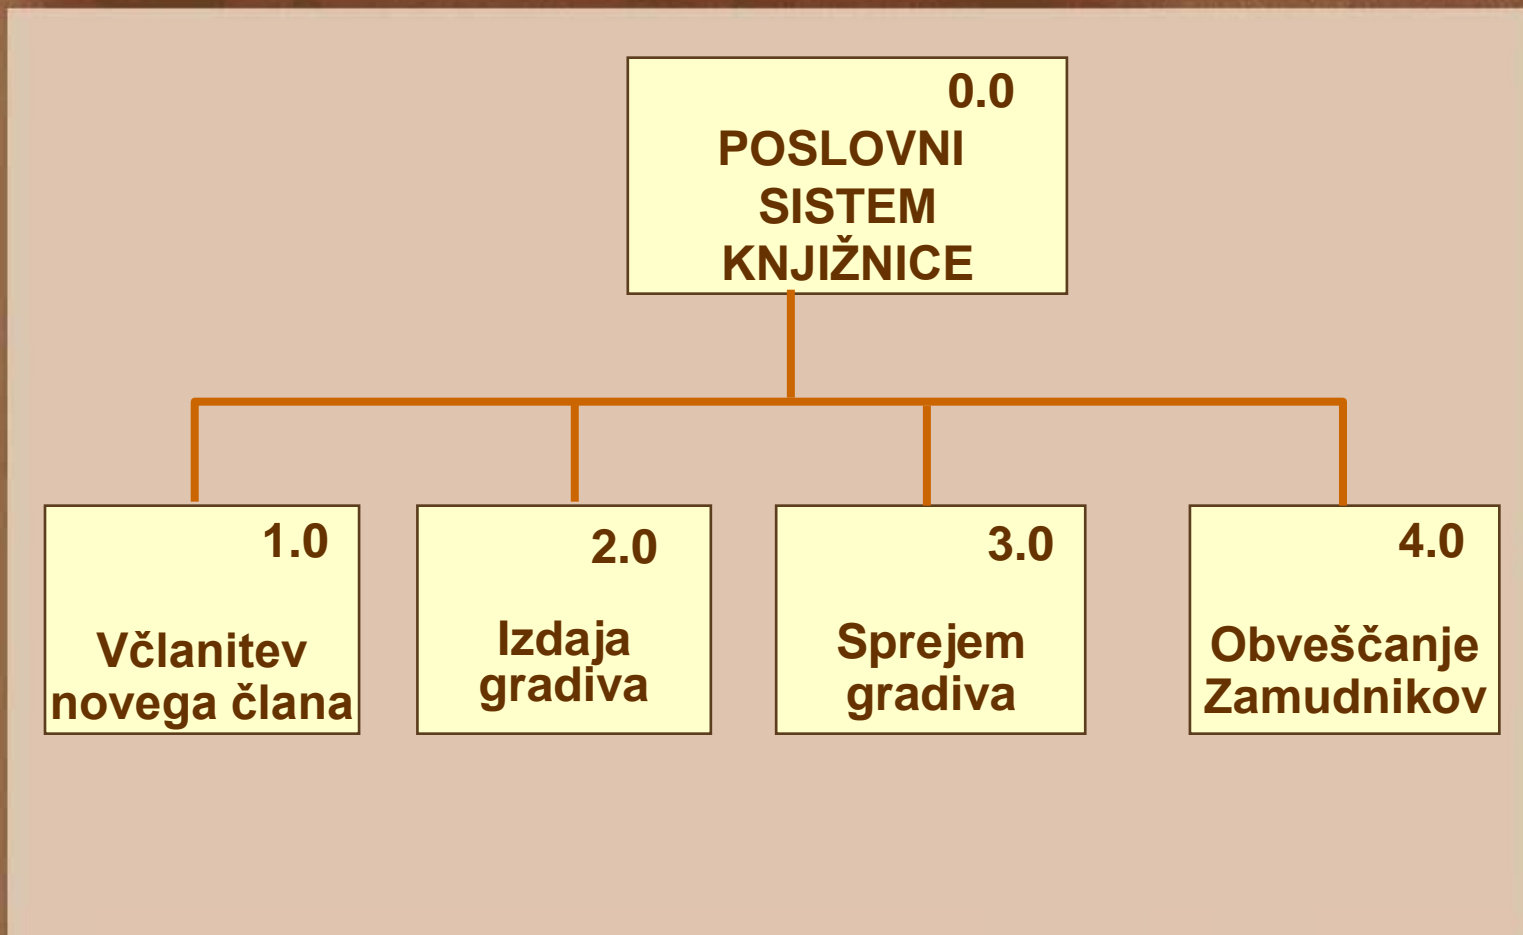 0.0
POSLOVNI
SISTEM
KNJIŽNICE
1.0
Včlanitev
novega člana
2.0
Izdaja
gradiva
3.0
Sprejem
gradiva
4.0
Obveščanje
Zamudnikov